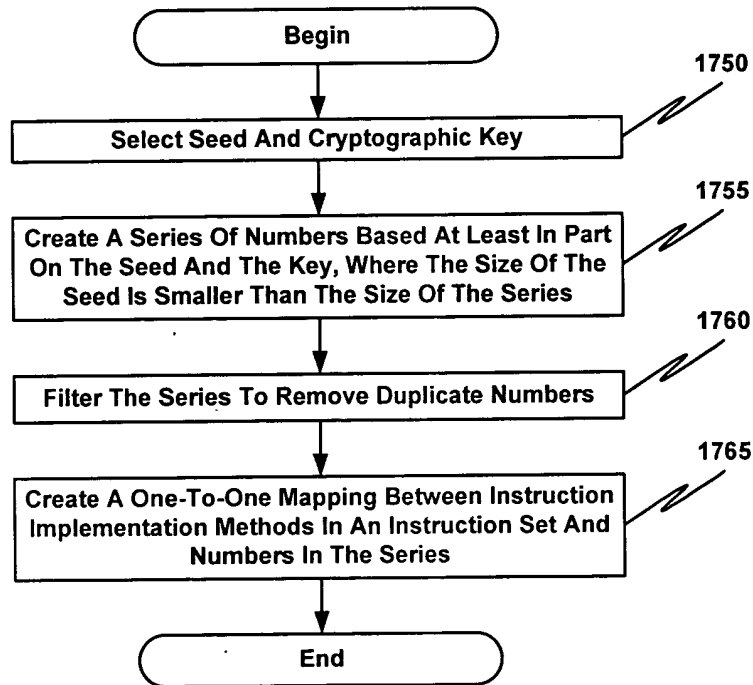 Begin
1750
Select Seed And Cryptographic Key
1755
Create A Series Of Numbers Based At Least In Part
On The Seed And The Key, Where The Size Of The
Seed Is Smaller Than The Size Of The Series
1760
Filter The Series To Remove Duplicate Numbers
1765
Create A One-To-One Mapping Between Instruction
Implementation Methods In An Instruction Set And
Numbers In The Series
End